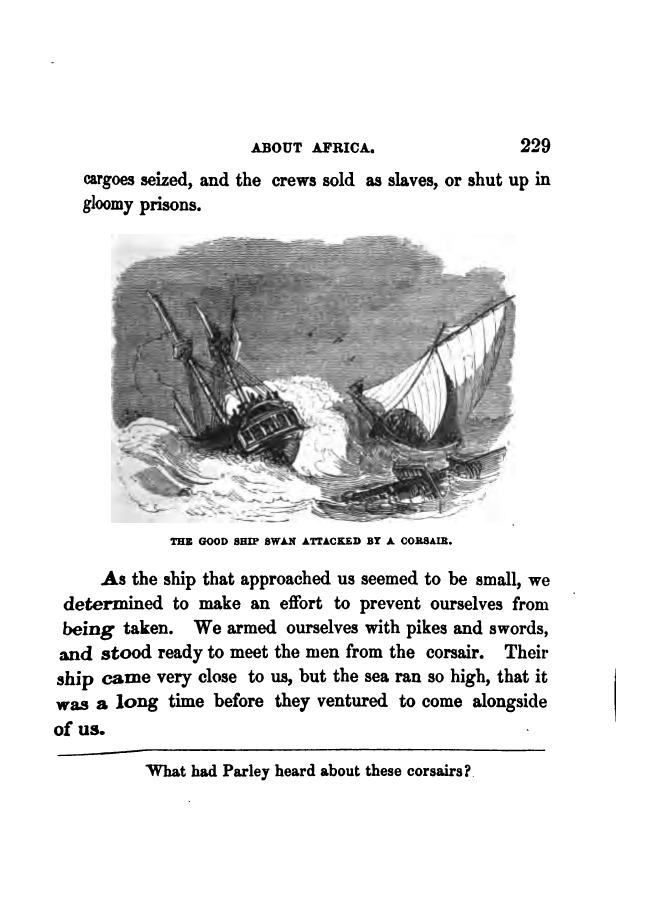 ABOUT AFRICA. 229
cargoes seized, and the crews sold as slaves, or shut up in
gloomy prisons.
THE GOOD SHIP SWAN ATTACKED BY A CORSAIR.
As the ship that approached us seemed to be small, we
determined to make an effort to prevent ourselves from
being taken. We armed ourselves with pikes and swords,
and stood ready to meet the men from the corsair. Their
ship came very close to us, but the sea ran so high, that it
was a long time before they ventured to come alongside
of us.
What had Parley heard about these corsairs?